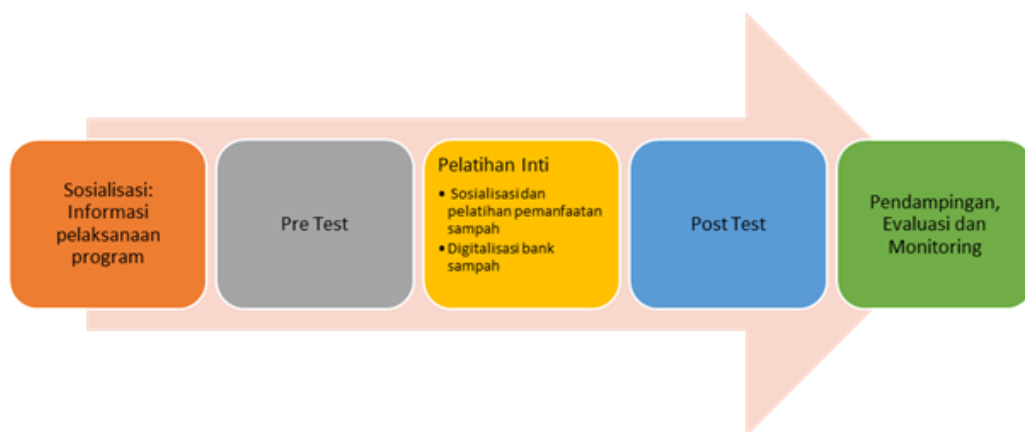 Sosialisasi:
Informasi
pelaksanaan
program
Pre Test
Pelatihan Inti
• Sosialisasi dan
pelatihan pemanfaatan
sampah
• Digitalisasi bank
sampah
Post Test
Pendampingan,
Evaluasi dan
Monitoring